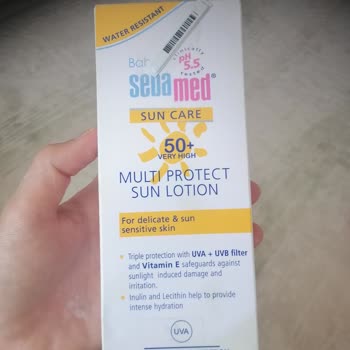 WATER RESISTANT
clinically
pH
5.5
tested
sebamed®
SUN CARE
50+
VERY HIGH
MULTI PROTECT
SUN LOTION
For delicate & sun
sensitive skin
• Triple protection with UVA + UVB filter
and Vitamin E safeguards against
sunlight induced damage and
irritation.
• Inulin and Lecithin help to provide
intense hydration
UVA